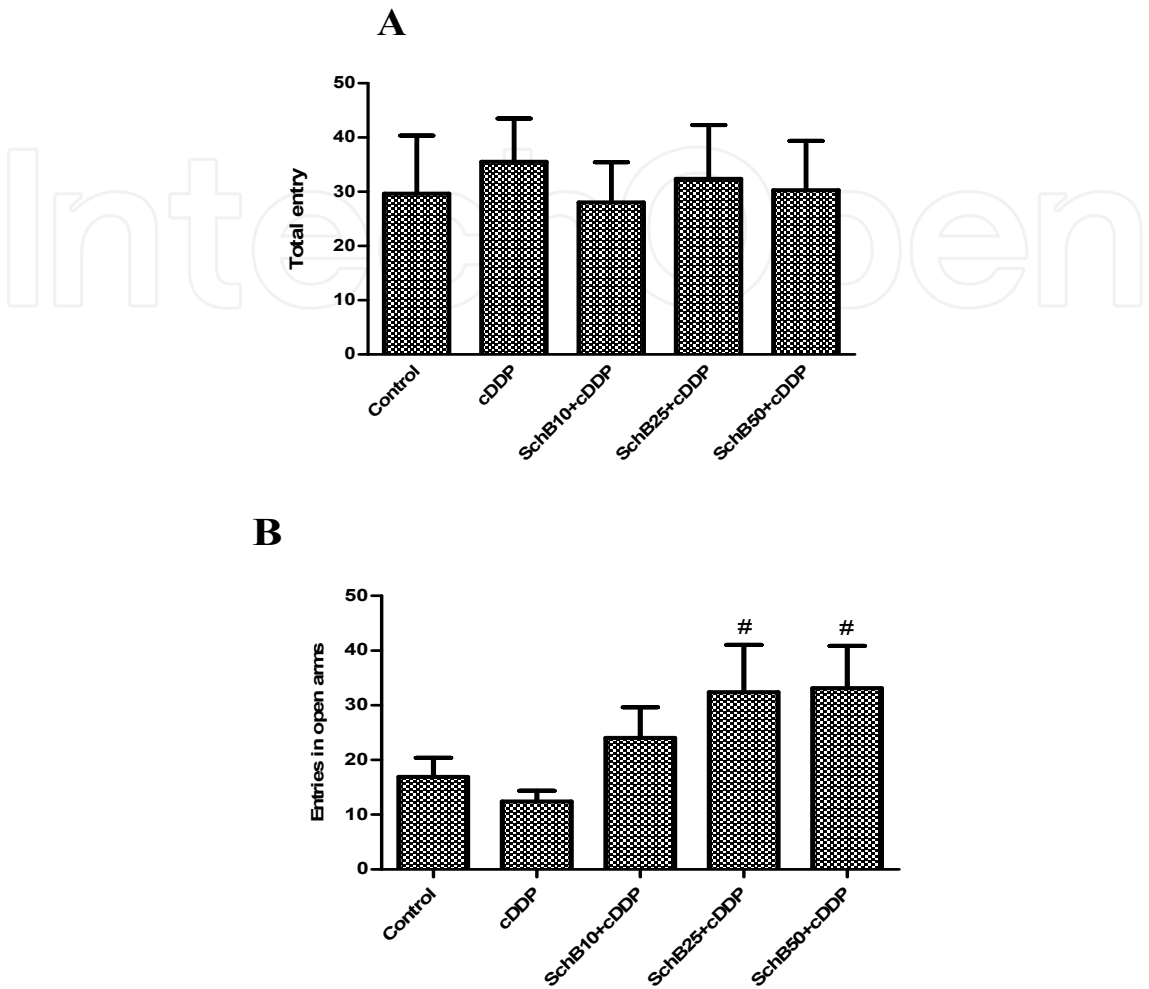 A
50
40
30
20
10
0
Total entry
Control
cDDP
SchB10+cDDP
SchB25+cDDP
SchB50+cDDP
IntechOpen
B
50
40
30
20
10
0
Entries in open arms
# #
Control
cDDP
SchB10+cDDP
SchB25+cDDP
SchB50+cDDP